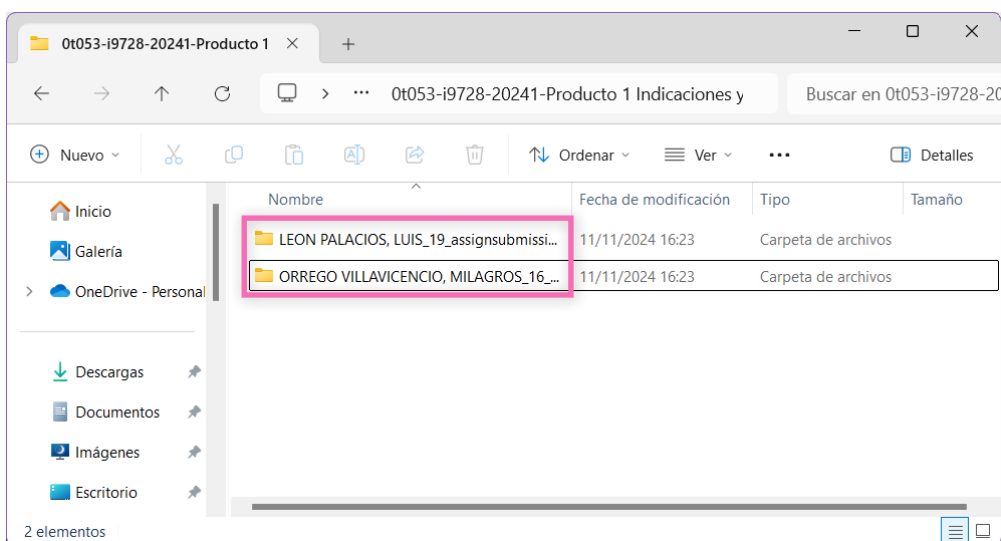 0t053-i9728-20241-Producto 1
0t053-i9728-20241-Producto 1 Indicaciones y
Buscar en 0t053-i9728-20
Nuevo
Ordenar
Ver
Detalles
Inicio
Galería
OneDrive - Personal
Descargas
Documentos
Imágenes
Escritorio
Nombre Fecha de modificación Tipo Tamaño
LEON PALACIOS, LUIS_19_assignsubmissi... 11/11/2024 16:23 Carpeta de archivos
ORREGO VILLAVICENCIO, MILAGROS_16_... 11/11/2024 16:23 Carpeta de archivos
2 elementos